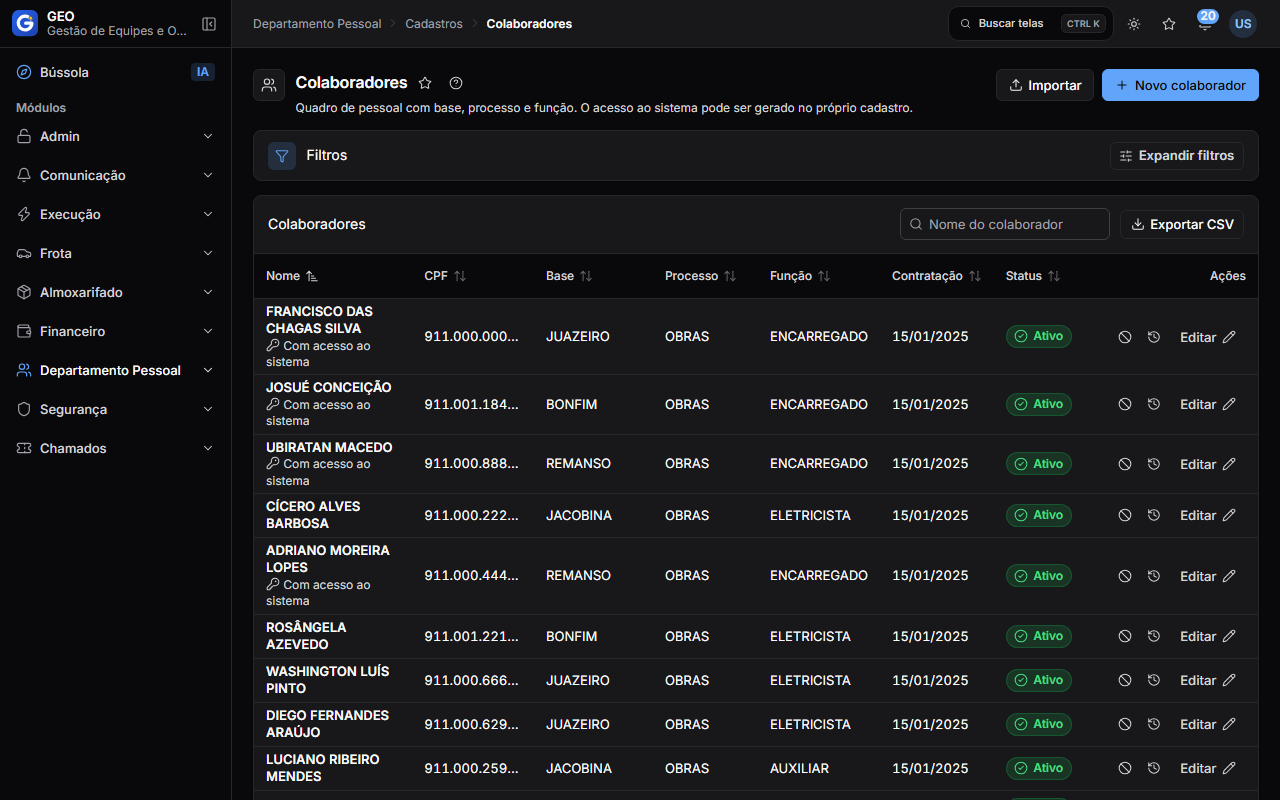 GEO
Gestão de Equipes e O...
Departamento Pessoal
Cadastros
Colaboradores
Buscar telas
CTRL K
20
US
Bússola
IA
Módulos
Admin
Comunicação
Execução
Frota
Almoxarifado
Financeiro
Departamento Pessoal
Segurança
Chamados
Colaboradores
Quadro de pessoal com base, processo e função. O acesso ao sistema pode ser gerado no próprio cadastro.
Importar
Novo colaborador
Filtros
Expandir filtros
Colaboradores
Nome do colaborador
Exportar CSV
Nome CPF Base Processo Função Contratação Status Ações
FRANCISCO DAS
CHAGAS SILVA
Com acesso ao
sistema
911.000.000... JUAZEIRO OBRAS ENCARREGADO 15/01/2025 Ativo Editar
JOSUÉ CONCEIÇÃO
Com acesso ao
sistema
911.001.184... BONFIM OBRAS ENCARREGADO 15/01/2025 Ativo Editar
UBIRATAN MACEDO
Com acesso ao
sistema
911.000.888... REMANSO OBRAS ENCARREGADO 15/01/2025 Ativo Editar
CÍCERO ALVES
BARBOSA
911.000.222... JACOBINA OBRAS ELETRICISTA 15/01/2025 Ativo Editar
ADRIANO MOREIRA
LOPES
Com acesso ao
sistema
911.000.444... REMANSO OBRAS ENCARREGADO 15/01/2025 Ativo Editar
ROSÂNGELA
AZEVEDO
911.001.221... BONFIM OBRAS ELETRICISTA 15/01/2025 Ativo Editar
WASHINGTON LUÍS
PINTO
911.000.666... JUAZEIRO OBRAS ELETRICISTA 15/01/2025 Ativo Editar
DIEGO FERNANDES
ARAÚJO
911.000.629... JUAZEIRO OBRAS ELETRICISTA 15/01/2025 Ativo Editar
LUCIANO RIBEIRO
MENDES
911.000.259... JACOBINA OBRAS AUXILIAR 15/01/2025 Ativo Editar